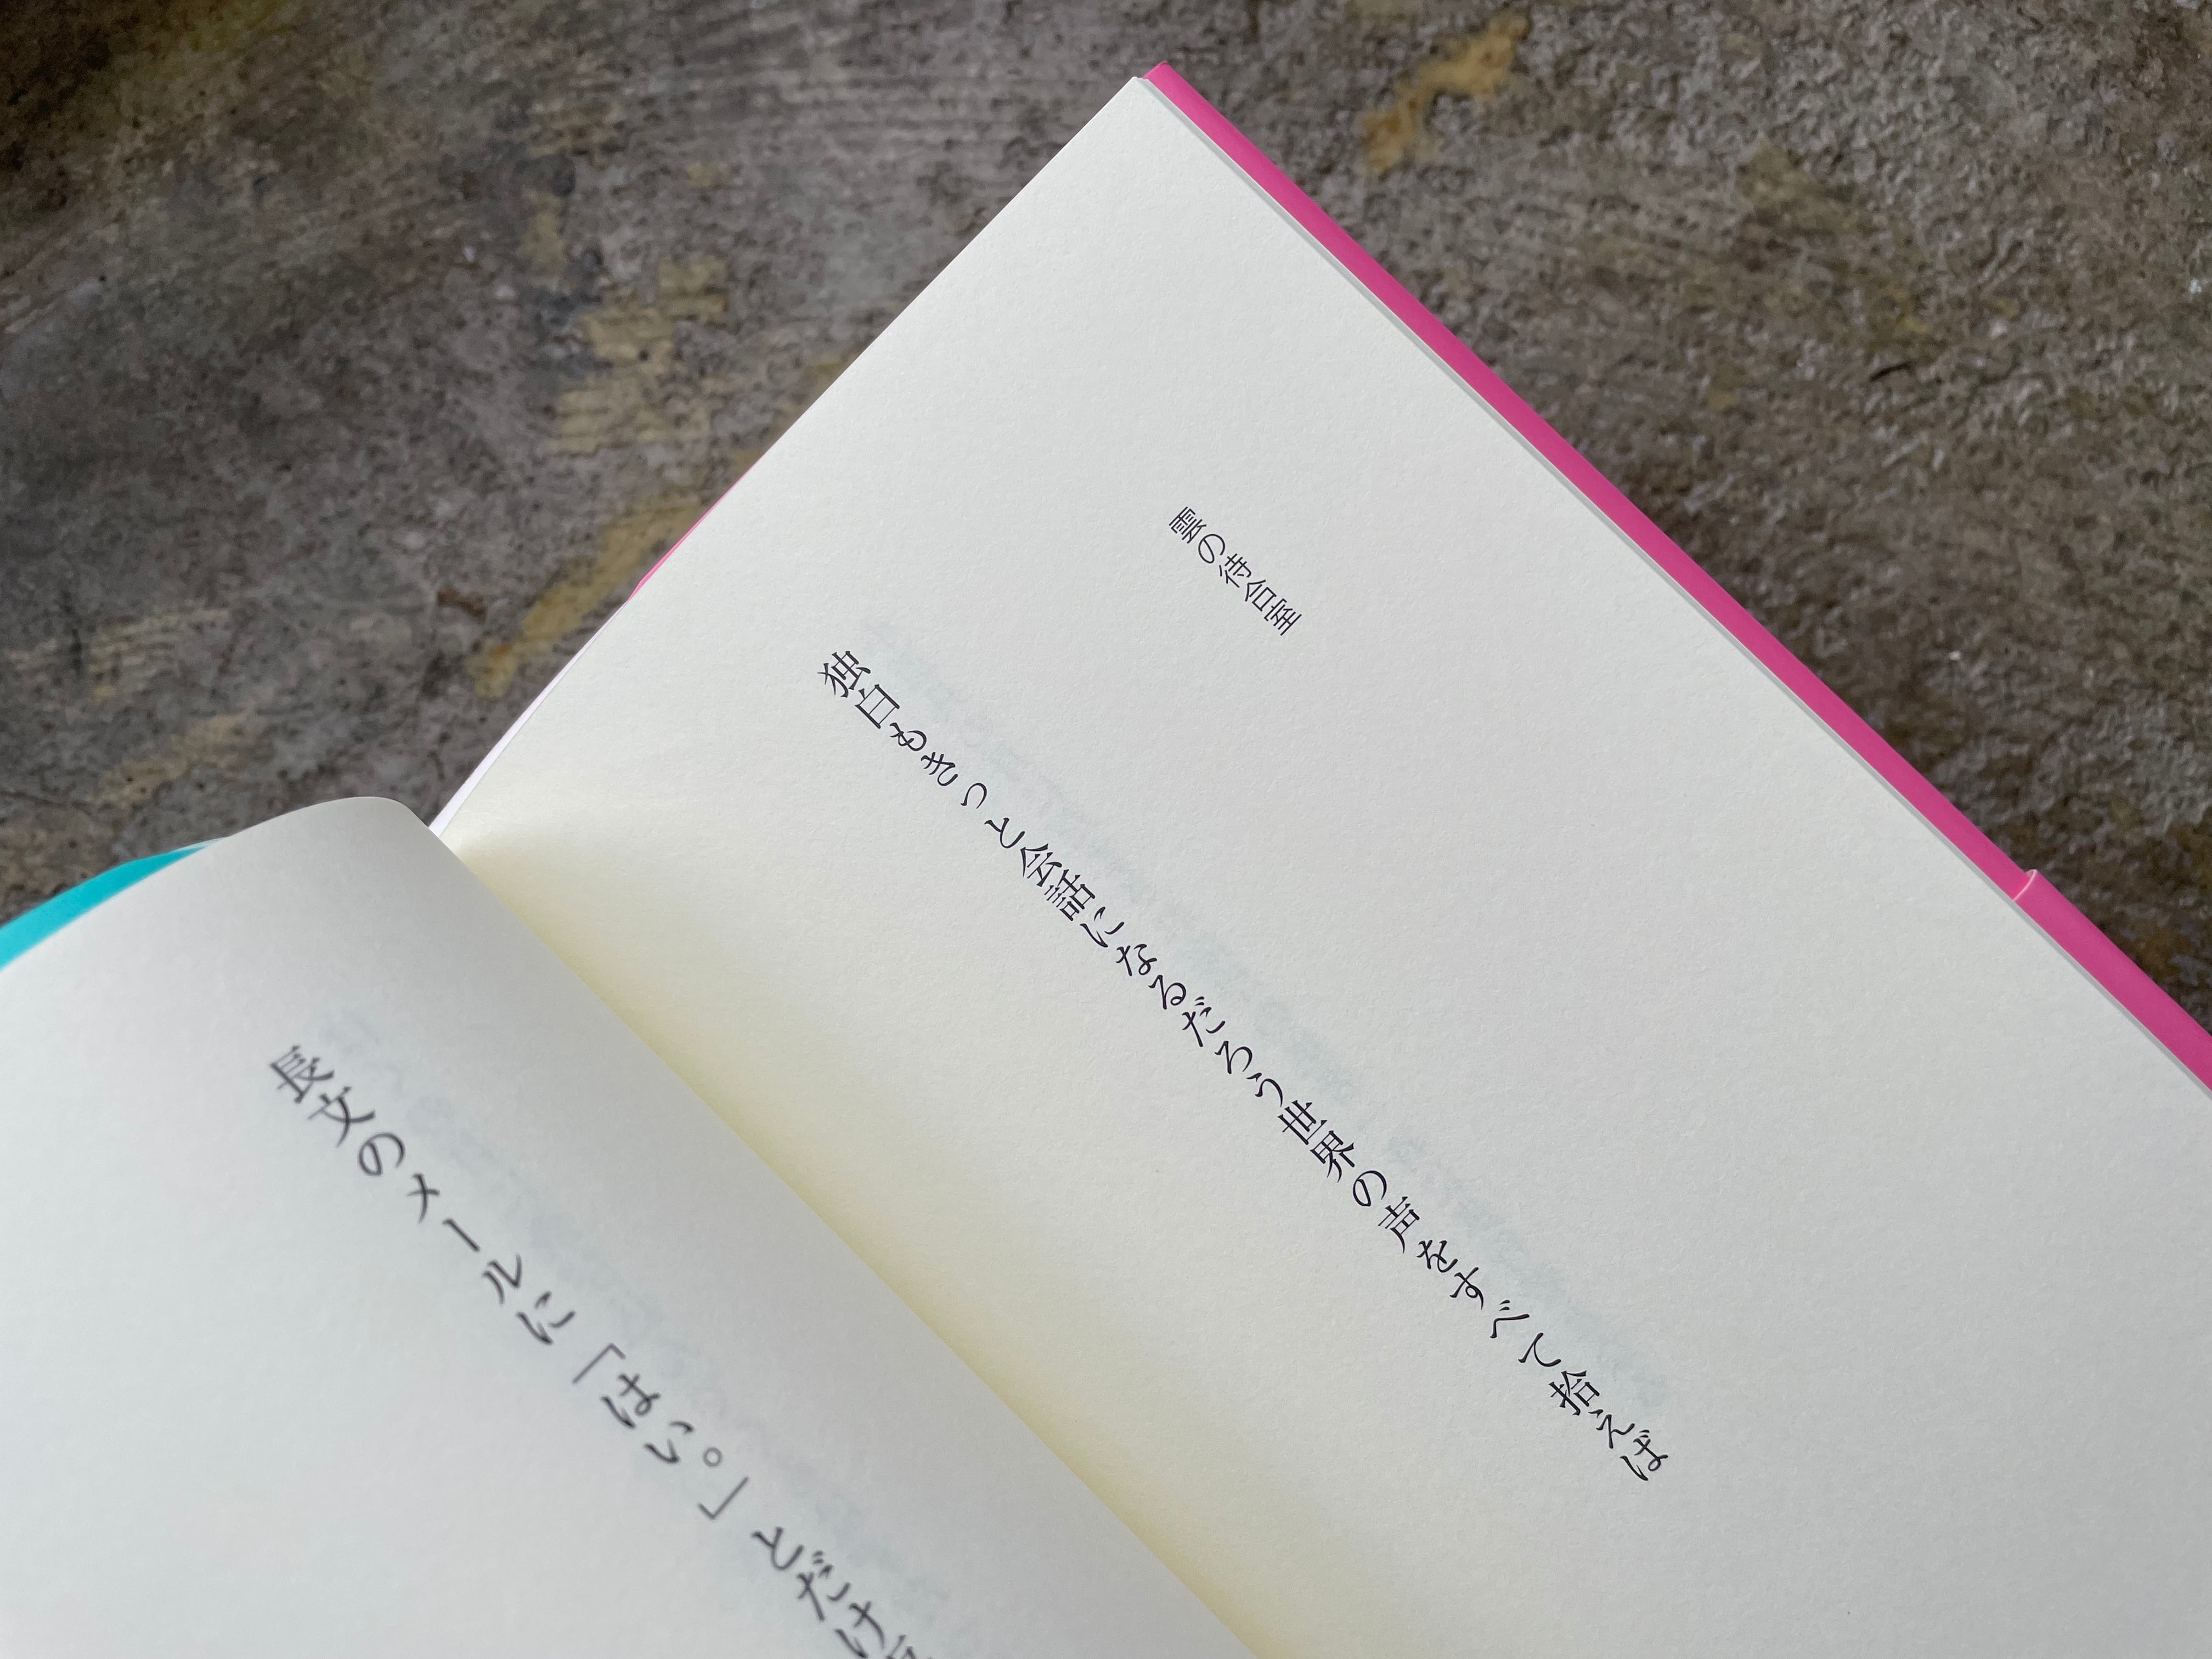 雲の待合室
独白もきっと会話になるだろう世界の声をすべて拾えば
長文のメールに「はい。」とだけ